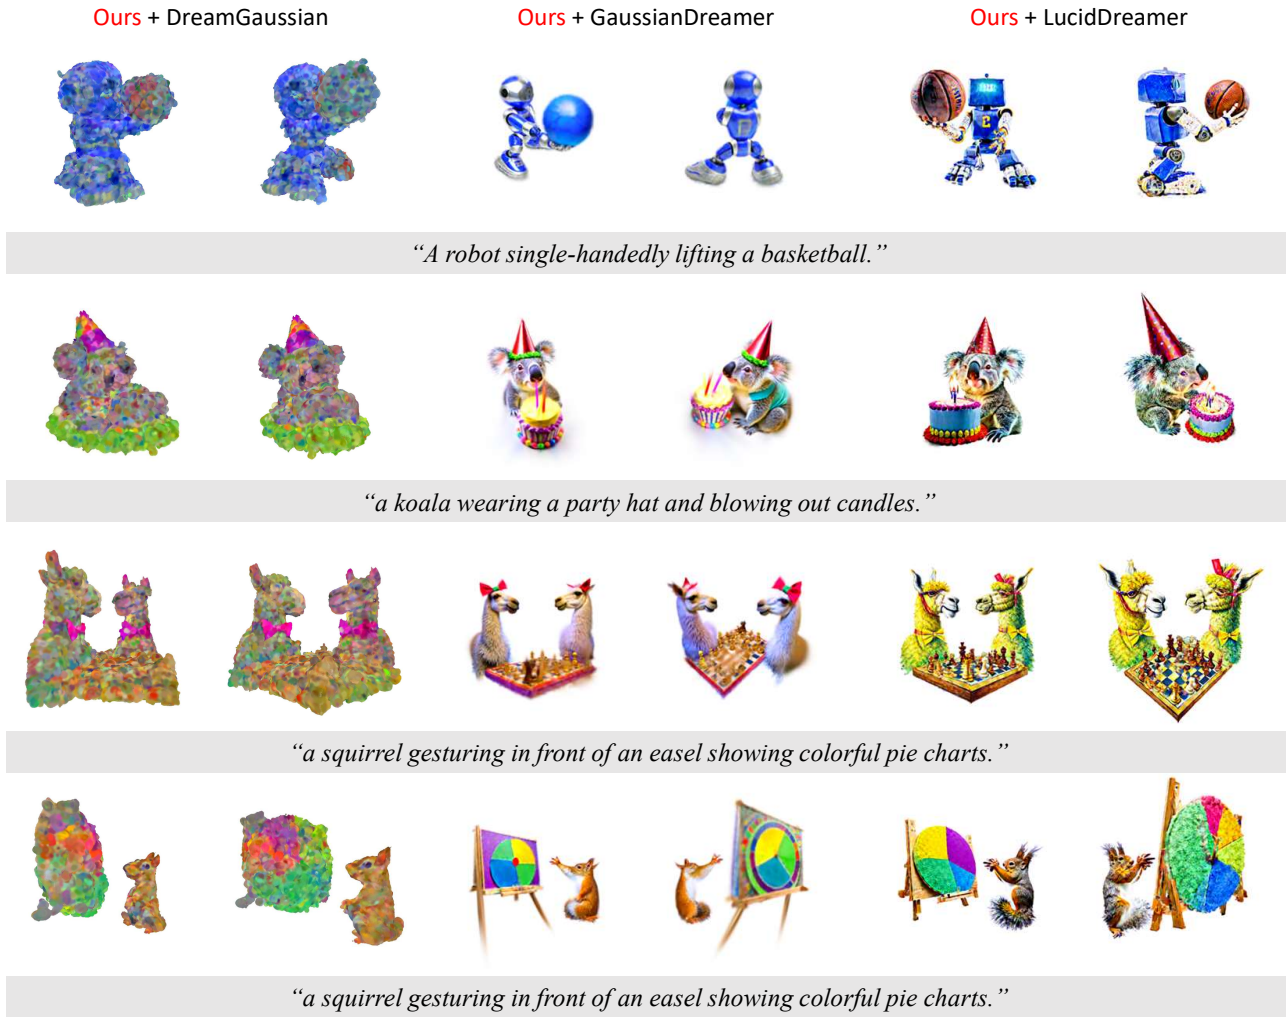 Ours + DreamGaussian
Ours + GaussianDreamer
Ours + LucidDreamer
“A robot single-handedly lifting a basketball.”
“a koala wearing a party hat and blowing out candles.”
“a squirrel gesturing in front of an easel showing colorful pie charts.”
“a squirrel gesturing in front of an easel showing colorful pie charts.”